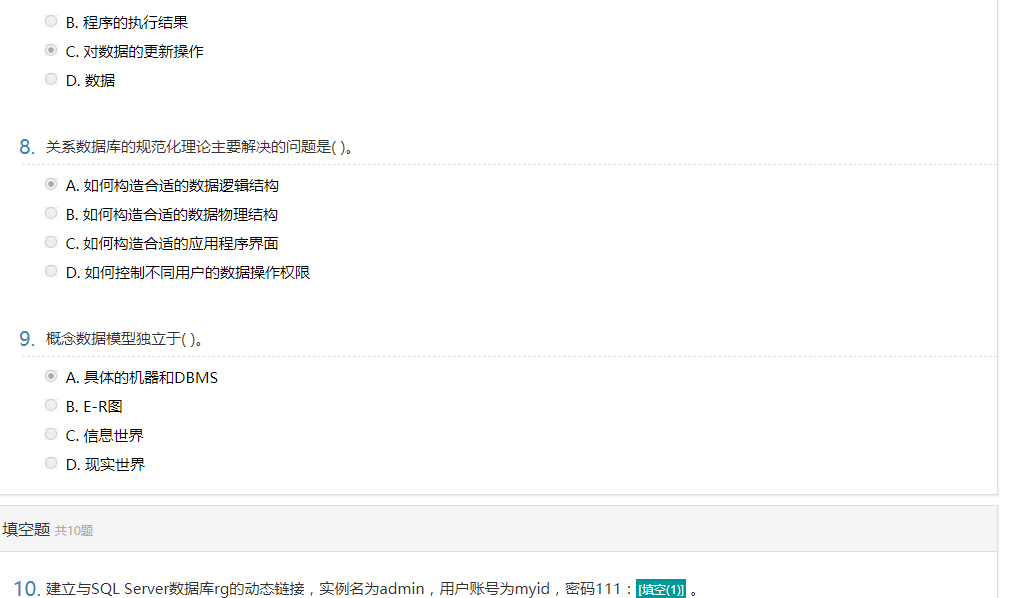 B. 程序的执行结果
C. 对数据的更新操作
D. 数据
8. 关系数据库的规范化理论主要解决的问题是( )。
A. 如何构造合适的数据逻辑结构
B. 如何构造合适的数据物理结构
C. 如何构造合适的应用程序界面
D. 如何控制不同用户的数据操作权限
9. 概念数据模型独立于( )。
A. 具体的机器和DBMS
B. E-R图
C. 信息世界
D. 现实世界
填空题 共10题
10. 建立与SQL Server数据库rg的动态链接，实例名为admin，用户账号为myid，密码111：[填空(1)] 。